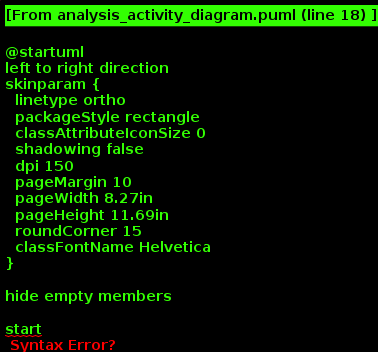 [From analysis_activity_diagram.puml (line 18) ]
@startuml
left to right direction
skinparam {
linetype ortho
packageStyle rectangle
classAttributeIconSize 0
shadowing false
dpi 150
pageMargin 10
pageWidth 8.27in
pageHeight 11.69in
roundCorner 15
classFontName Helvetica
}
hide empty members
start
Syntax Error?